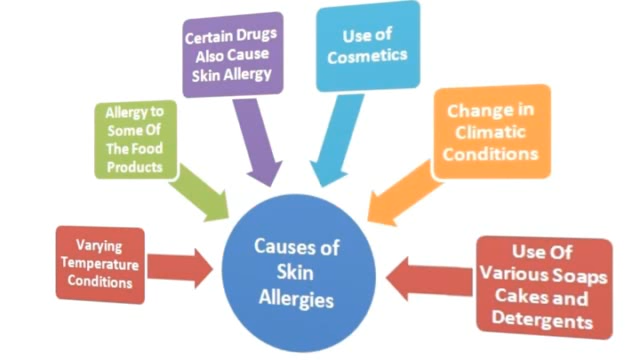 Certain Drugs
Also Cause
Skin Allergy
Use of
Cosmetics
Allergy to
Some Of
The Food
Products
Change in
Climatic
Conditions
Varying
Temperature
Conditions
Causes of
Skin
Allergies
Use Of
Various Soaps
Cakes and
Detergents